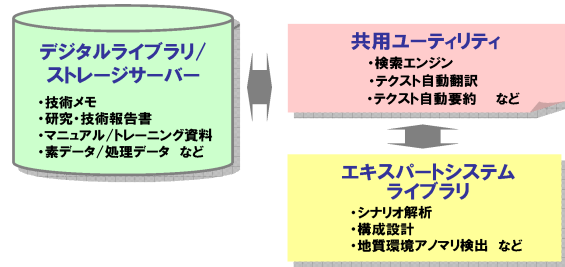 デジタルライブラリ/
ストレージサーバー
・技術メモ
・研究・技術報告書
・マニュアル/トレーニング資料
・素データ/処理データ など
共用ユーティリティ
・検索エンジン
・テクスト自動翻訳
・テクスト自動要約 など
エキスパートシステム
ライブラリ
・シナリオ解析
・構成設計
・地質環境アノマリ検出 など